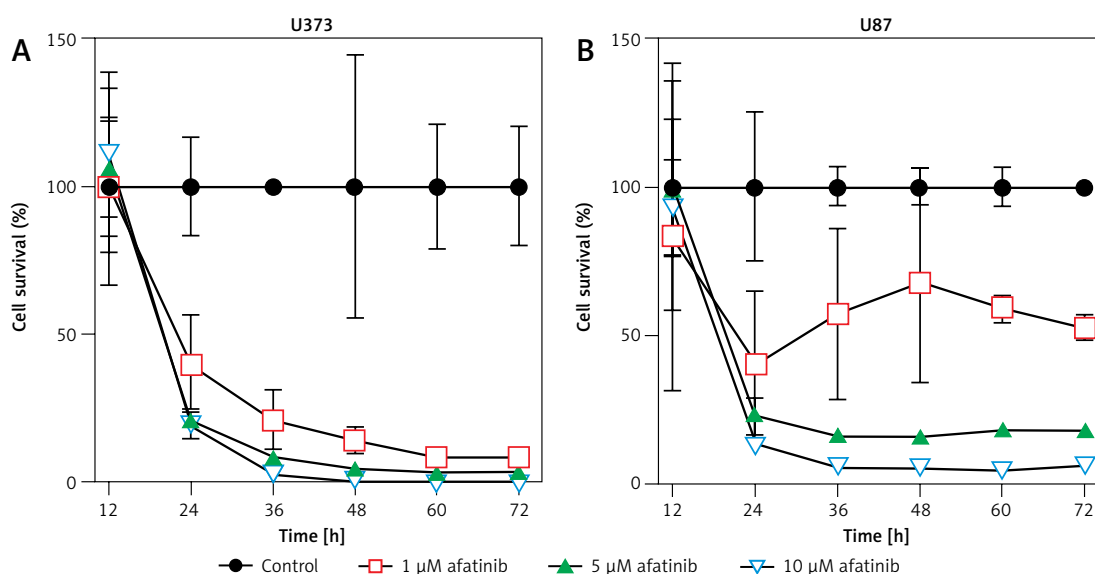 A
U373
Cell survival (%)
150
100
50
0
12 24 36 48 60 72
Time [h]
B
U87
Cell survival (%)
150
100
50
0
12 24 36 48 60 72
Time [h]
Control 1 µM afatinib 5 µM afatinib 10 µM afatinib